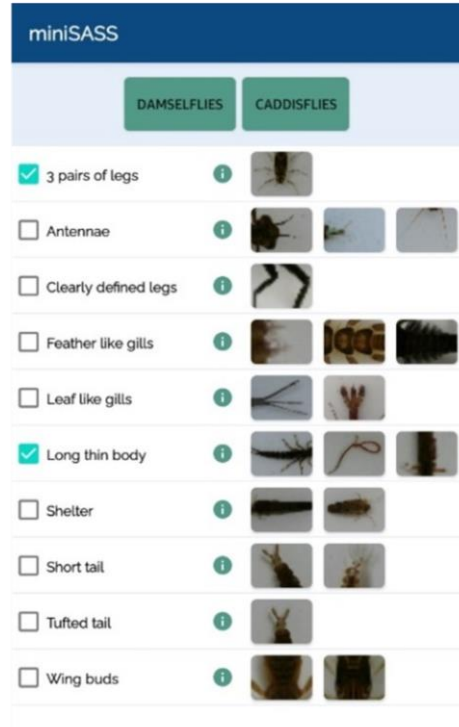 miniSASS
DAMSELFLIES CADDISFLIES
3 pairs of legs
Antennae
Clearly defined legs
Feather like gills
Leaf like gills
Long thin body
Shelter
Short tail
Tufted tail
Wing buds